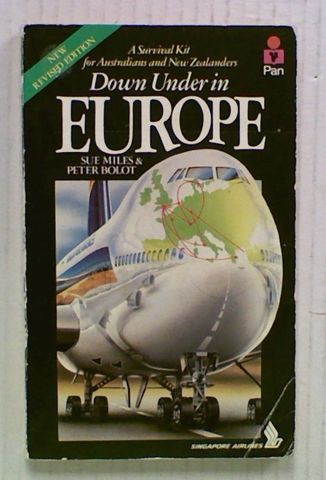 NEW
REVISED EDITION
A Survival Kit
for Australians and New Zealanders
Pan
Down Under in
EUROPE
SUE MILES &
PETER BOLOT
SINGAPORE AIRLINES